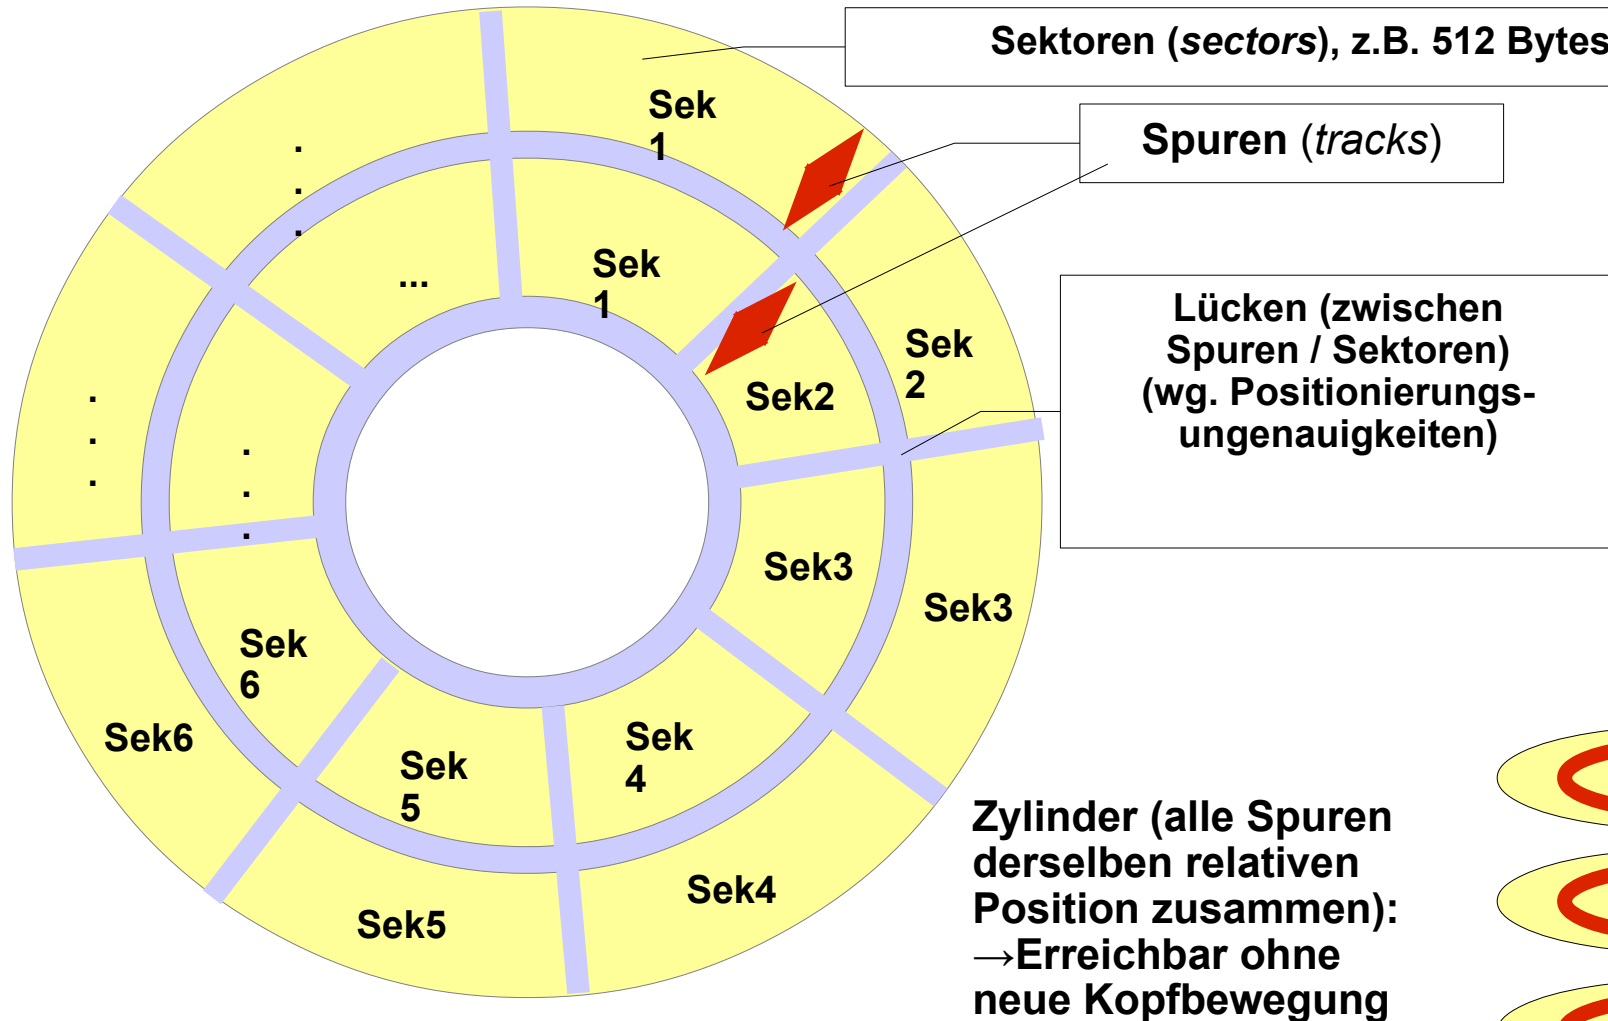 Sektoren (sectors), z.B. 512 Bytes
Spuren (tracks)
Lücken (zwischen
Spuren / Sektoren)
(wg. Positionierungs-
ungenauigkeiten)
Sek
1
Sek
1
Sek
2
Sek2
Sek3
Sek3
Sek
4
Sek4
Sek
5
Sek5
Sek
6
Sek6
...
.
.
.
.
.
.
.
.
.
Zylinder (alle Spuren
derselben relativen
Position zusammen):
→Erreichbar ohne
neue Kopfbewegung